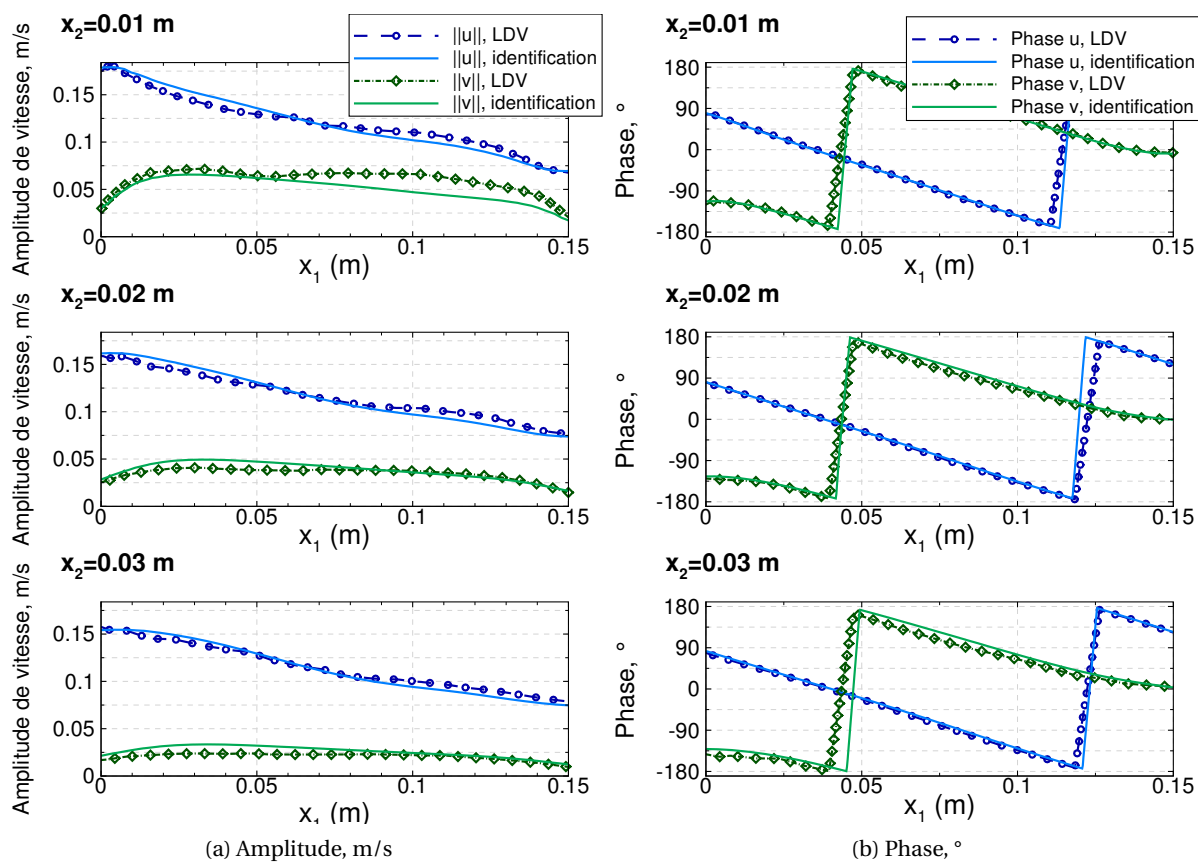 x2=0.01 m
||u||, LDV
||u||, identification
||v||, LDV
||v||, identification
Amplitude de vitesse, m/s
0.15
0.1
0.05
0
0 0.05 0.1 0.15
x1 (m)
x2=0.02 m
Amplitude de vitesse, m/s
0.15
0.1
0.05
0
0 0.05 0.1 0.15
x1 (m)
x2=0.03 m
Amplitude de vitesse, m/s
0.15
0.1
0.05
0
0 0.05 0.1 0.15
x1 (m)
(a) Amplitude, m/s
x2=0.01 m
Phase u, LDV
Phase u, identification
Phase v, LDV
Phase v, identification
Phase, °
180
90
0
-90
-180
0 0.05 0.1 0.15
x1 (m)
x2=0.02 m
Phase, °
180
90
0
-90
-180
0 0.05 0.1 0.15
x1 (m)
x2=0.03 m
Phase, °
180
90
0
-90
-180
0 0.05 0.1 0.15
x1 (m)
(b) Phase, °